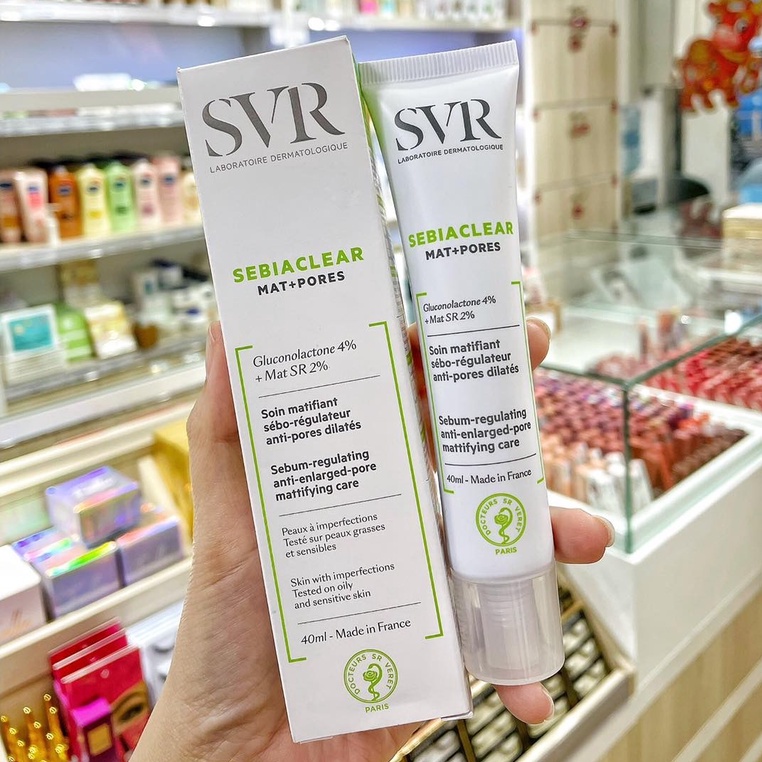 SVR
LABORATOIRE DERMATOLOGIQUE
SEBIACLEAR
MAT+PORES
Gluconolactone 4%
+ Mat SR 2%
Soin matifiant
sébo-régulateur
anti-pores dilatés
Sebum-regulating
anti-enlarged-pore
mattifying care
Peaux à imperfections
Testé sur peaux grasses
et sensibles
Skin with imperfections
Tested on oily
and sensitive skin
40ml - Made in France
DOCTEURS SR VERET
PARIS
SVR
LABORATOIRE DERMATOLOGIQUE
SEBIACLEAR
MAT+PORES
Gluconolactone 4%
+Mat SR 2%
Soin matifiant
sébo-régulateur
anti-pores dilatés
Sebum-regulating
anti-enlarged-pore
mattifying care
40ml - Made in France
DOCTEURS SR VERET
PARIS